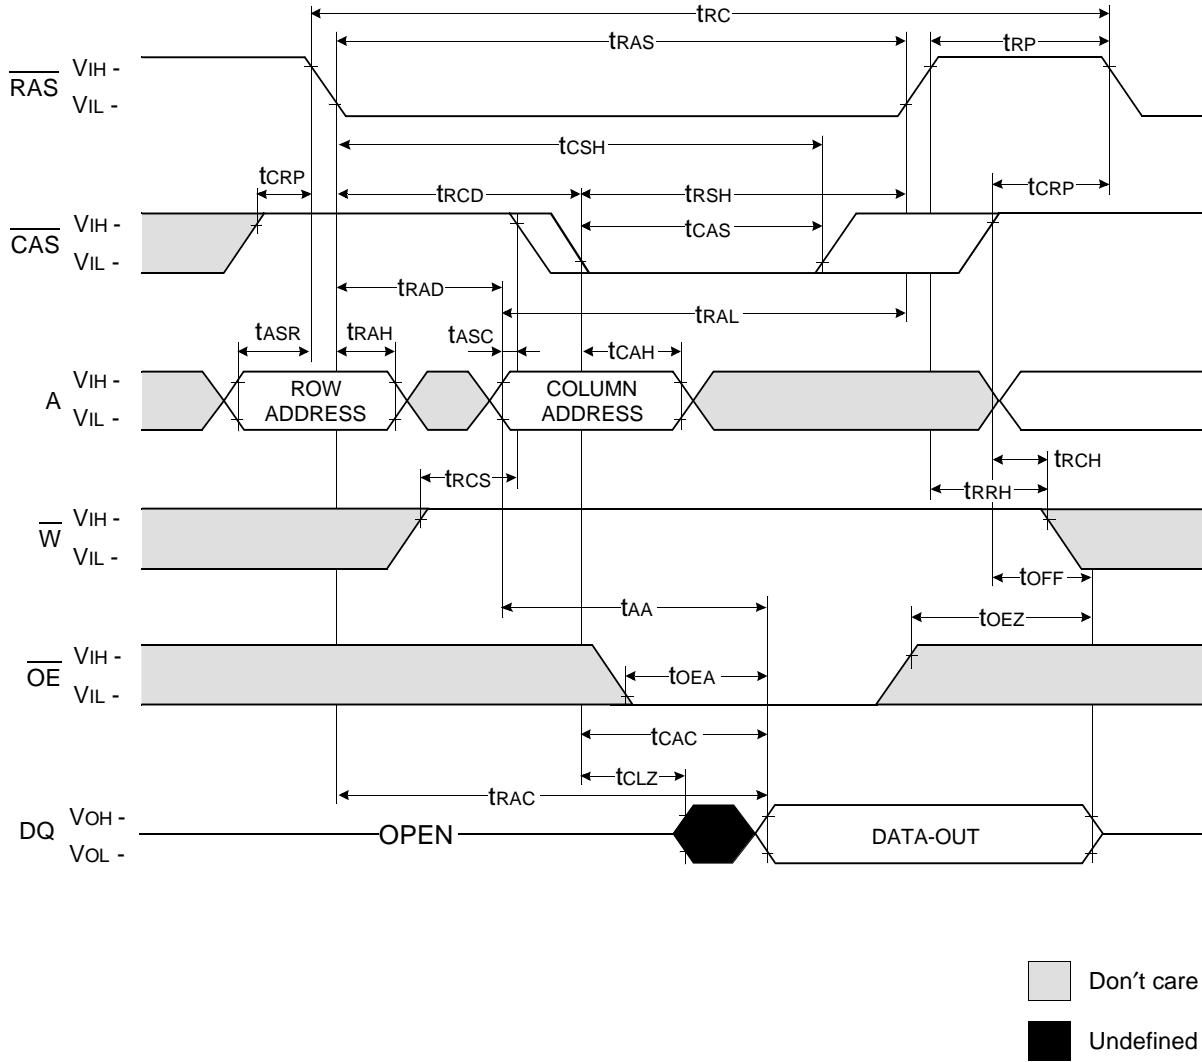 tRC
tRAS
tRP
RAS
VIH -
VIL -
tCSH
tCRP
tRCD
tRSH
tCRP
CAS
VIH -
VIL -
tCAS
tRAD
tRAL
tASR
tRAH
tASC
tCAH
A
VIH -
VIL -
ROW
ADDRESS
COLUMN
ADDRESS
tRCH
tRCS
tRRH
W
VIH -
VIL -
tOFF
tAA
tOEZ
OE
VIH -
VIL -
tOEA
tCAC
tCLZ
tRAC
DQ
VOH -
VOL -
OPEN
DATA-OUT
Don′t care
Undefined